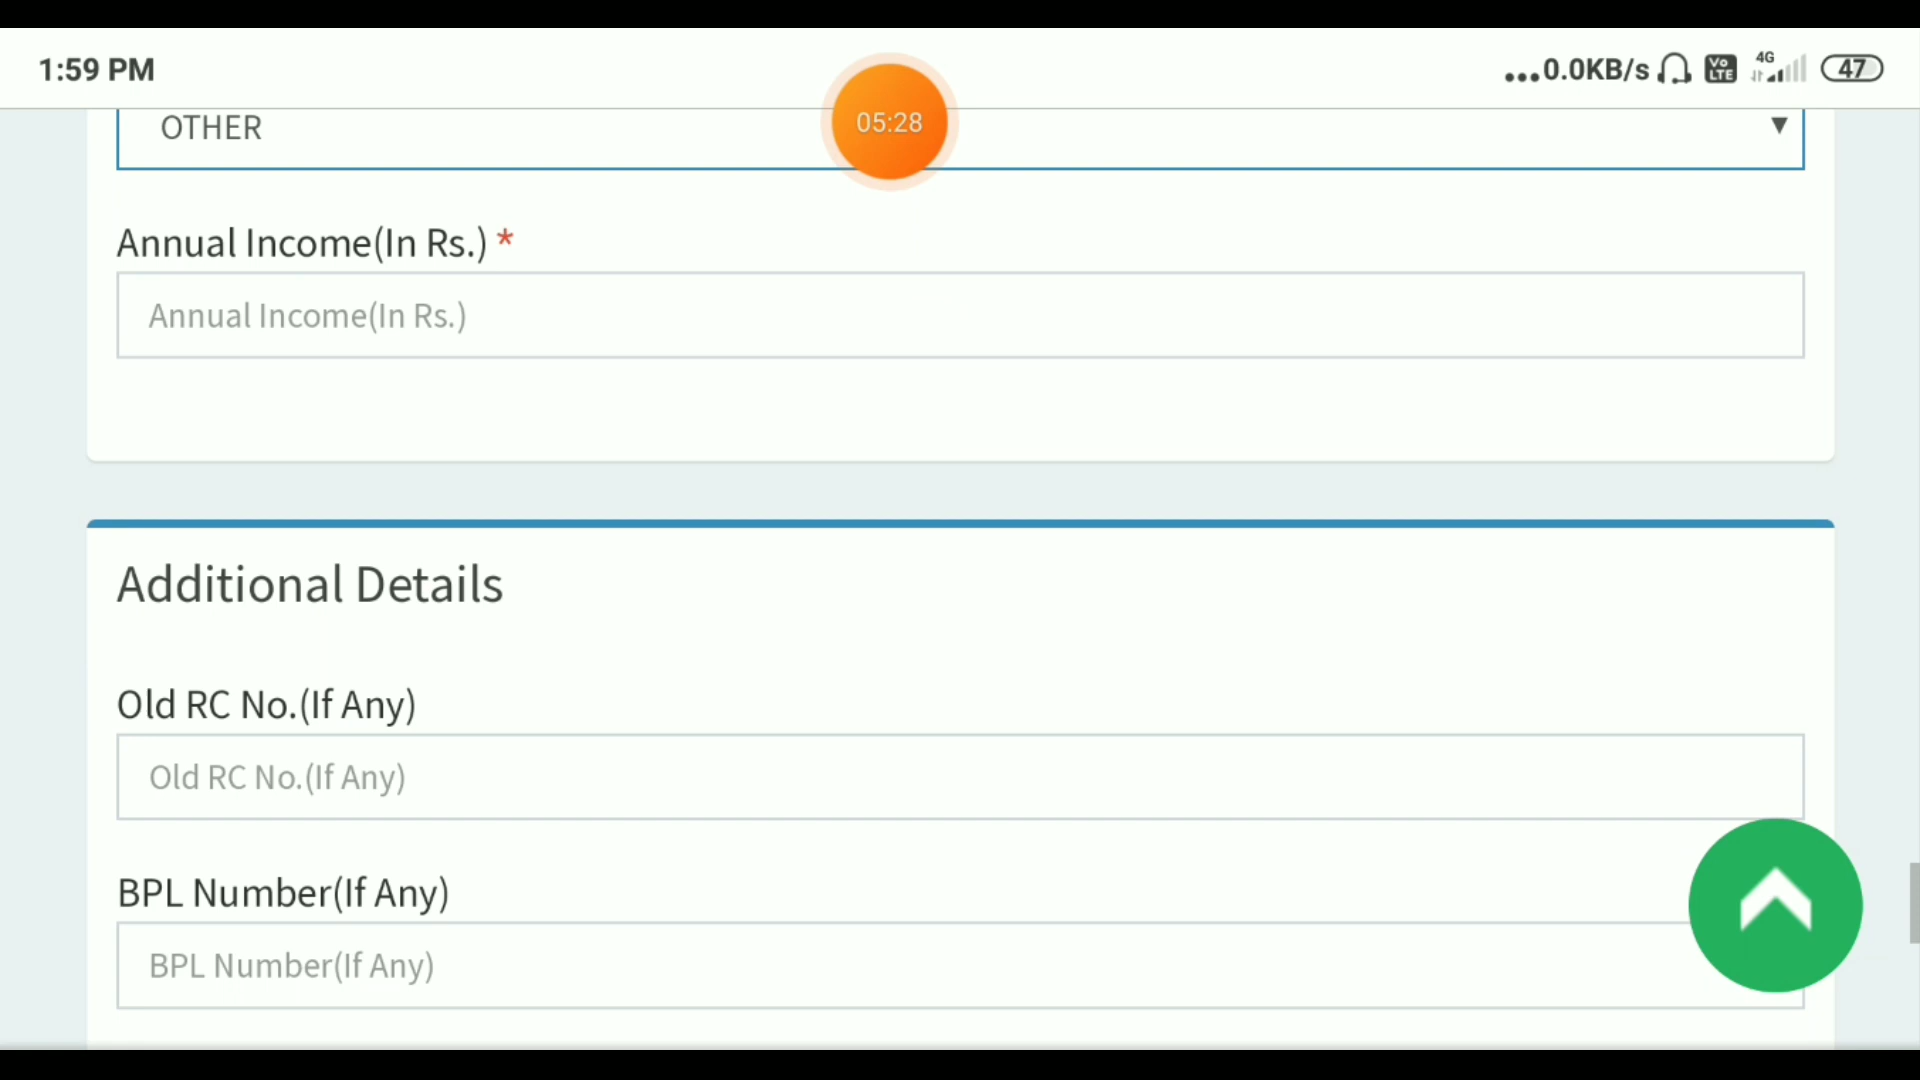 1:59 PM
...0.0KB/s
Vo
LTE
4G
47
05:28
OTHER
Annual Income(In Rs.) *
Annual Income(In Rs.)
Additional Details
Old RC No.(If Any)
Old RC No.(If Any)
BPL Number(If Any)
BPL Number(If Any)